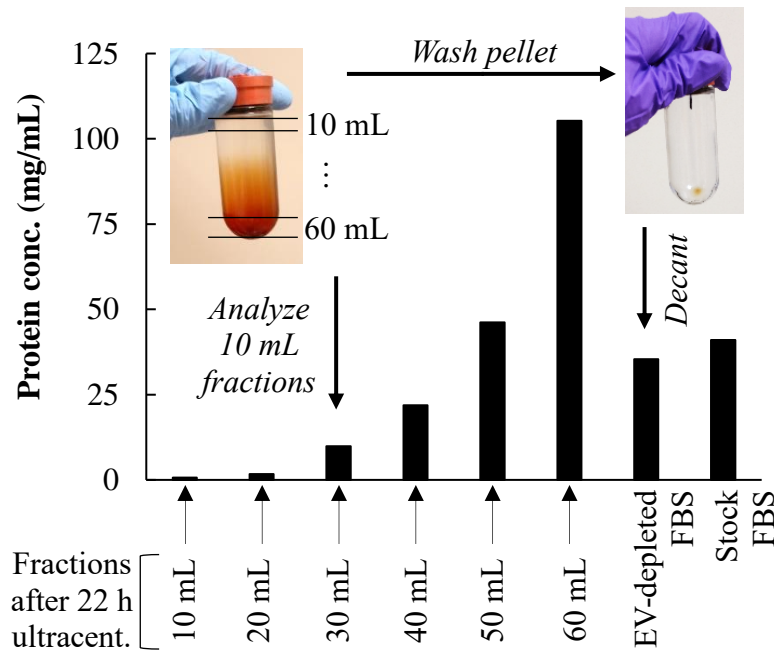 Protein conc. (mg/mL)
125
100
75
50
25
0
Wash pellet
10 mL
⋮
60 mL
Analyze
10 mL
fractions
Decant
Fractions
after 22 h
ultracent.
10 mL
20 mL
30 mL
40 mL
50 mL
60 mL
EV-depleted
FBS
Stock
FBS